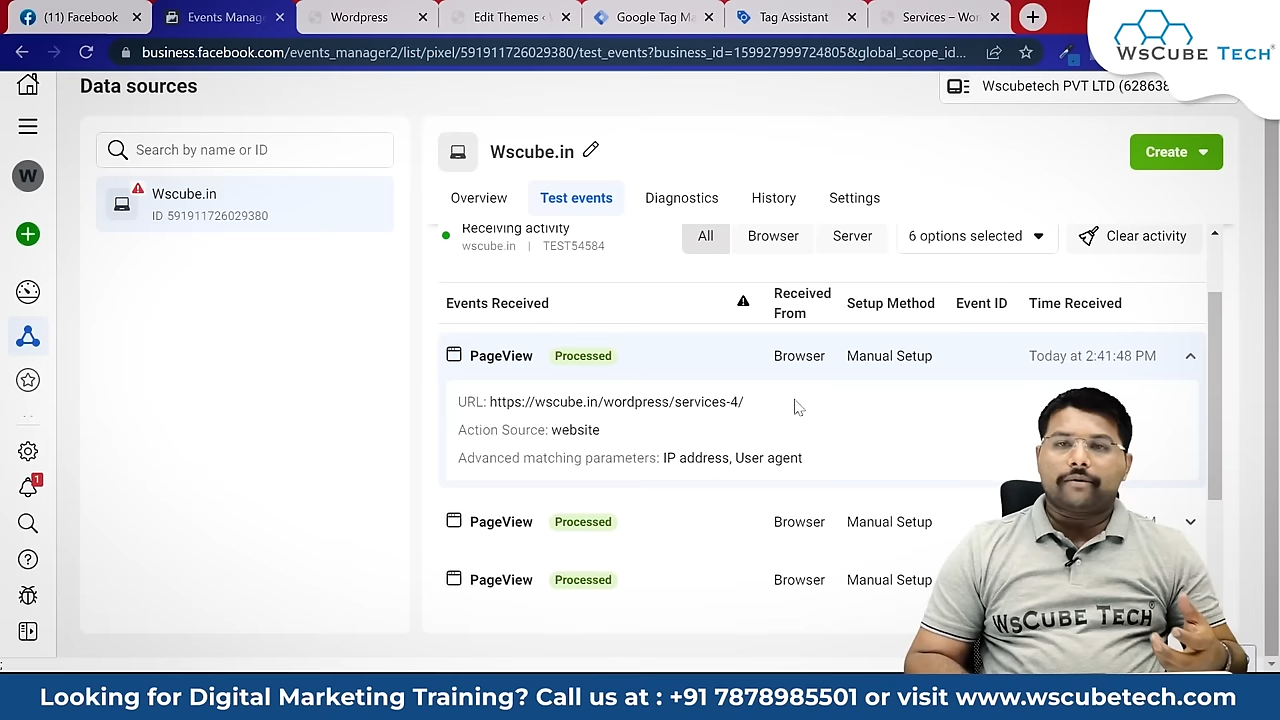 (11) Facebook
Events Manag
Wordpress
Edit Themes ‹
Google Tag Ma
Tag Assistant
Services – Wor
business.facebook.com/events_manager2/list/pixel/591911726029380/test_events?business_id=1599279997248058&global_scope_id...
WsCube Tech
Data sources
Wscubetech PVT LTD (628638
Search by name or ID
Wscube.in
ID 591911726029380
W
Wscube.in
Create
Overview
Test events
Diagnostics
History
Settings
Receiving activity
wscube.in | TEST54584
All
Browser
Server
6 options selected
Clear activity
Events Received
Received From
Setup Method
Event ID
Time Received
PageView Processed Browser Manual Setup Today at 2:41:48 PM
URL: https://wscube.in/wordpress/services-4/
Action Source: website
Advanced matching parameters: IP address, User agent
PageView Processed Browser Manual Setup
PageView Processed Browser Manual Setup
1
WsCube Tech
Looking for Digital Marketing Training? Call us at : +91 7878985501 or visit www.wscubetech.com